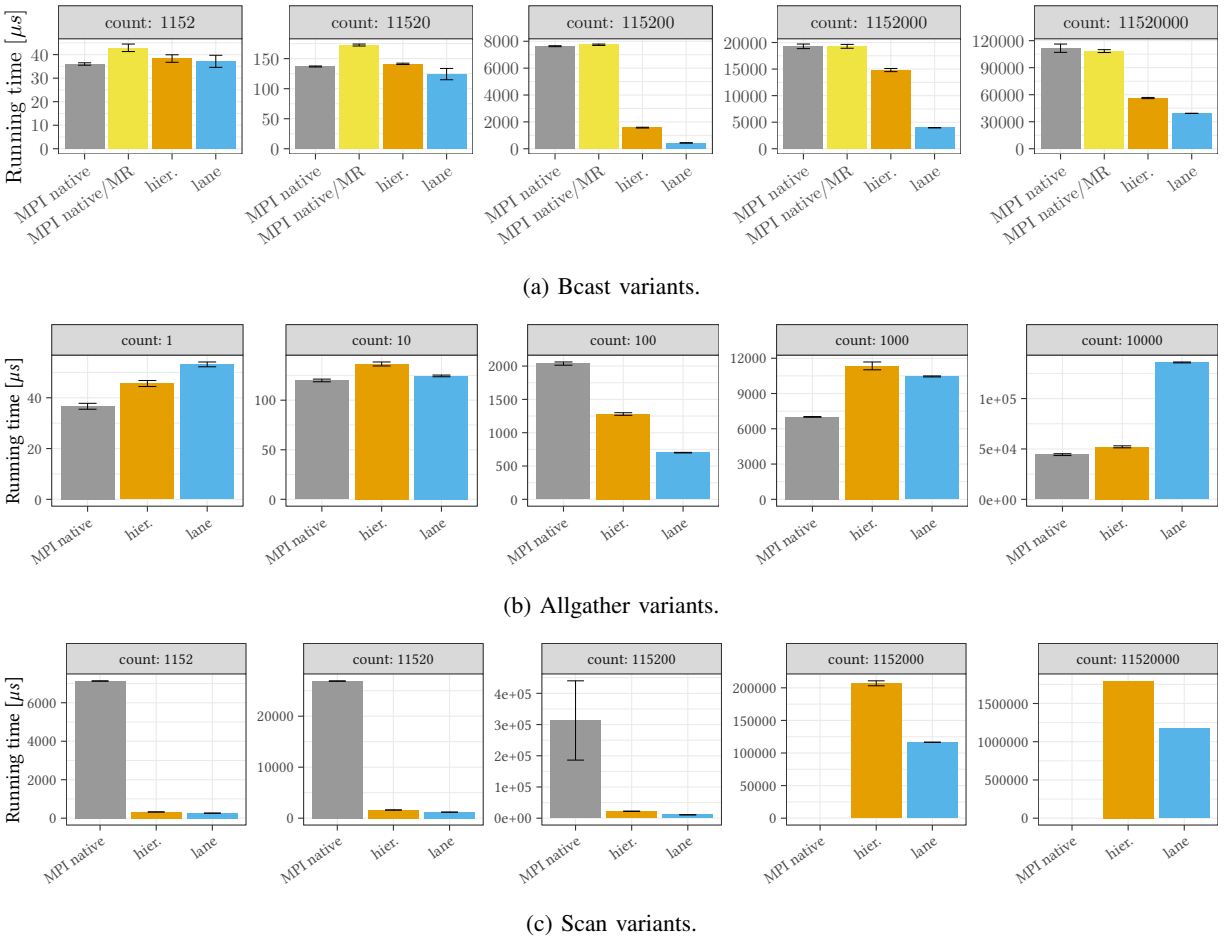 Running time [µs]
count: 1152
count: 11520
count: 115200
count: 1152000
count: 11520000
40
30
20
10
0
150
100
50
0
8000
6000
4000
2000
0
20000
15000
10000
5000
0
120000
90000
60000
30000
0
MPI native
MPI native/MR
hier.
lane
MPI native
MPI native/MR
hier.
lane
MPI native
MPI native/MR
hier.
lane
MPI native
MPI native/MR
hier.
lane
MPI native
MPI native/MR
hier.
lane
(a) Bcast variants.
Running time [µs]
count: 1
count: 10
count: 100
count: 1000
count: 10000
40
20
0
100
50
0
2000
1500
1000
500
0
12000
9000
6000
3000
0
1e+05
5e+04
0e+00
MPI native
hier.
lane
MPI native
hier.
lane
MPI native
hier.
lane
MPI native
hier.
lane
MPI native
hier.
lane
(b) Allgather variants.
Running time [µs]
count: 1152
count: 11520
count: 115200
count: 1152000
count: 11520000
6000
4000
2000
0
20000
10000
0
4e+05
3e+05
2e+05
1e+05
0e+00
200000
150000
100000
50000
0
1500000
1000000
500000
0
MPI native
hier.
lane
MPI native
hier.
lane
MPI native
hier.
lane
MPI native
hier.
lane
MPI native
hier.
lane
(c) Scan variants.